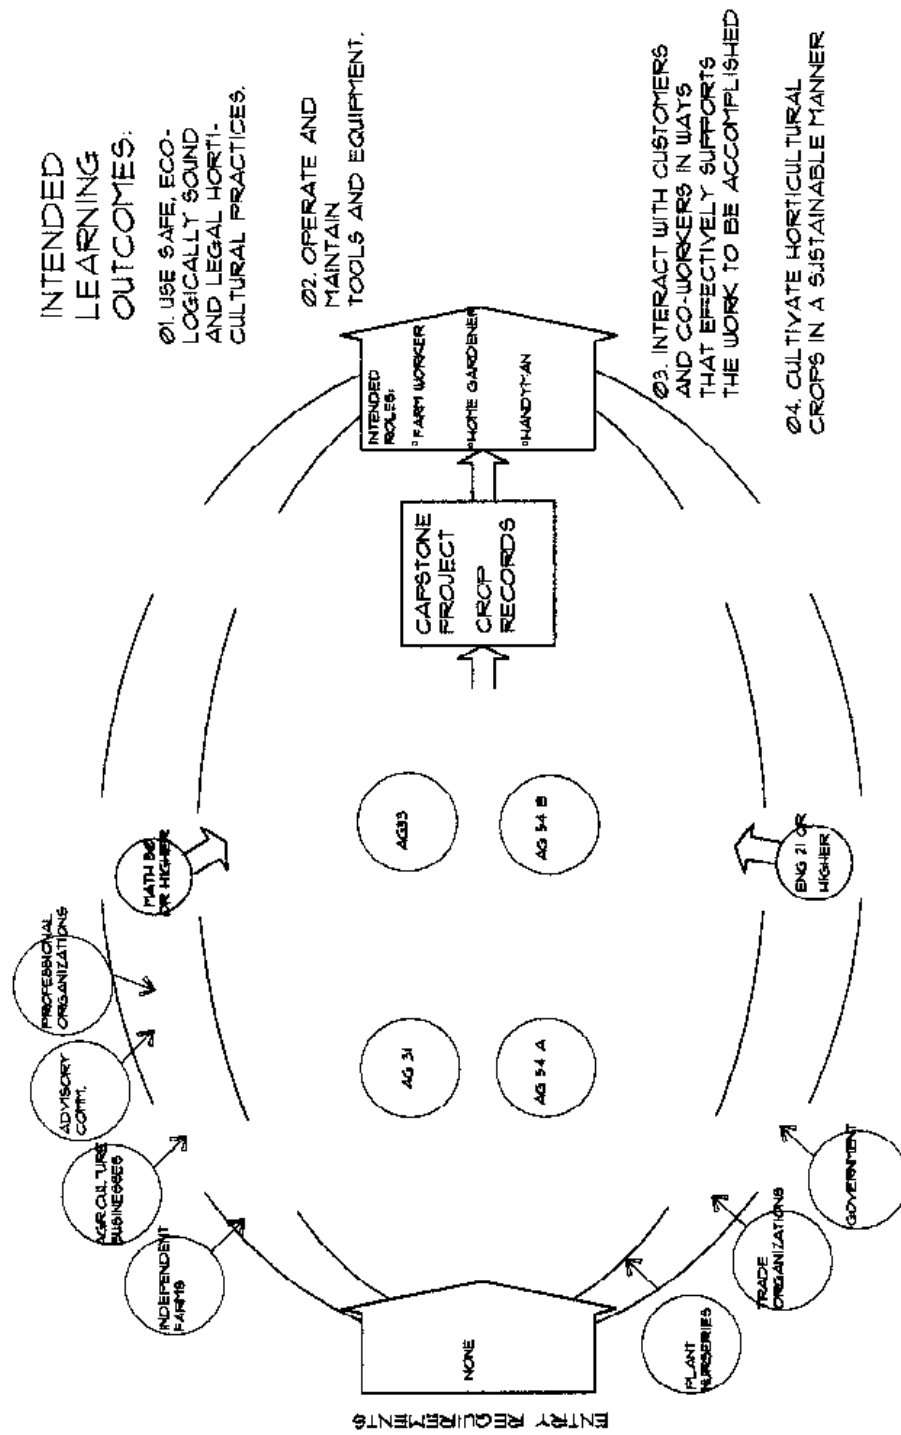 INTENDED
LEARNING
OUTCOMES:
01. USE SAFE, ECO-
LOGICALLY SOUND
AND LEGAL HORTI-
CULTURAL PRACTICES.
02. OPERATE AND
MAINTAIN
TOOLS AND EQUIPMENT.
03. INTERACT WITH CUSTOMERS
AND CO-WORKERS IN WAYS
THAT EFFECTIVELY SUPPORTS
THE WORK TO BE ACCOMPLISHED
04. CULTIVATE HORTICULTURAL
CROPS IN A SUSTAINABLE MANNER
INTENDED
ROLES:
FARM WORKER
HOME GARDENER
HANDYMAN
CAPSTONE
PROJECT
CROP
RECORDS
MATH 50
OR HIGHER
AG33
AG 54 B
ENG 21 OR
HIGHER
PROFESSIONAL
ORGANIZATIONS
ADVISORY
COMM.
AGRICULTURE
BUSINESSES
INDEPENDENT
FARMS
AG 31
AG 54 A
GOVERNMENT
TRADE
ORGANIZATIONS
PLANT
NURSERIES
NONE
ENTRY REQUIREMENTS